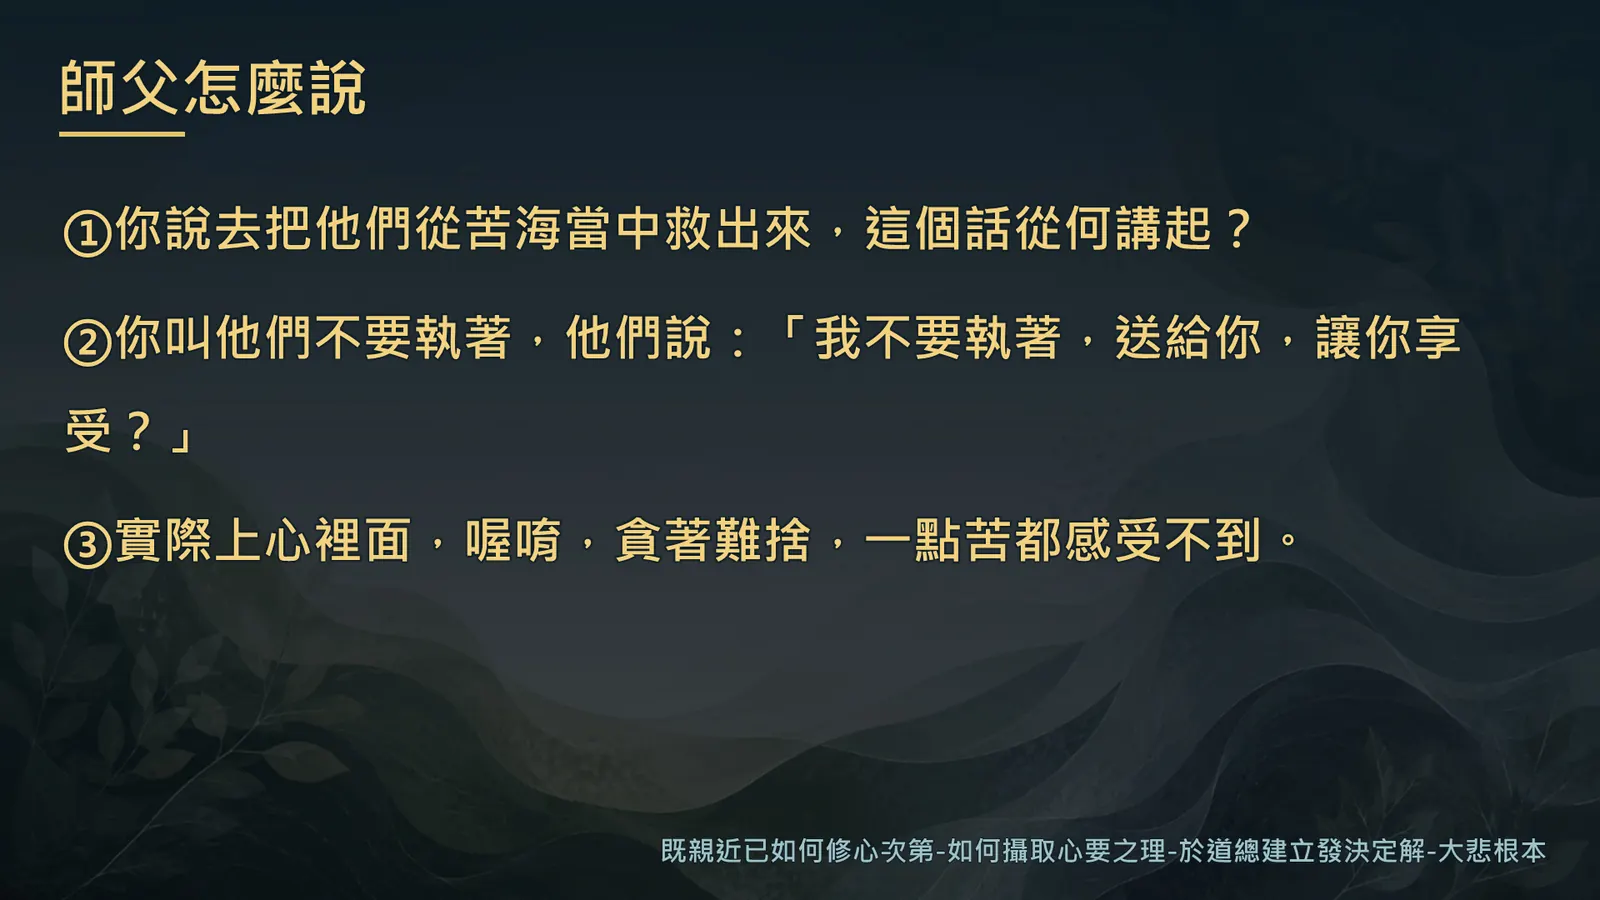 師父怎麼說
①你說去把他們從苦海當中救出來，這個話從何講起？
②你叫他們不要執著，他們說：「我不要執著，送給你，讓你享
受？」
③實際上心裡面，喔唷，貪著難捨，一點苦都感受不到。
既親近已如何修心次第-如何攝取心要之理-於道總建立發決定解-大悲根本